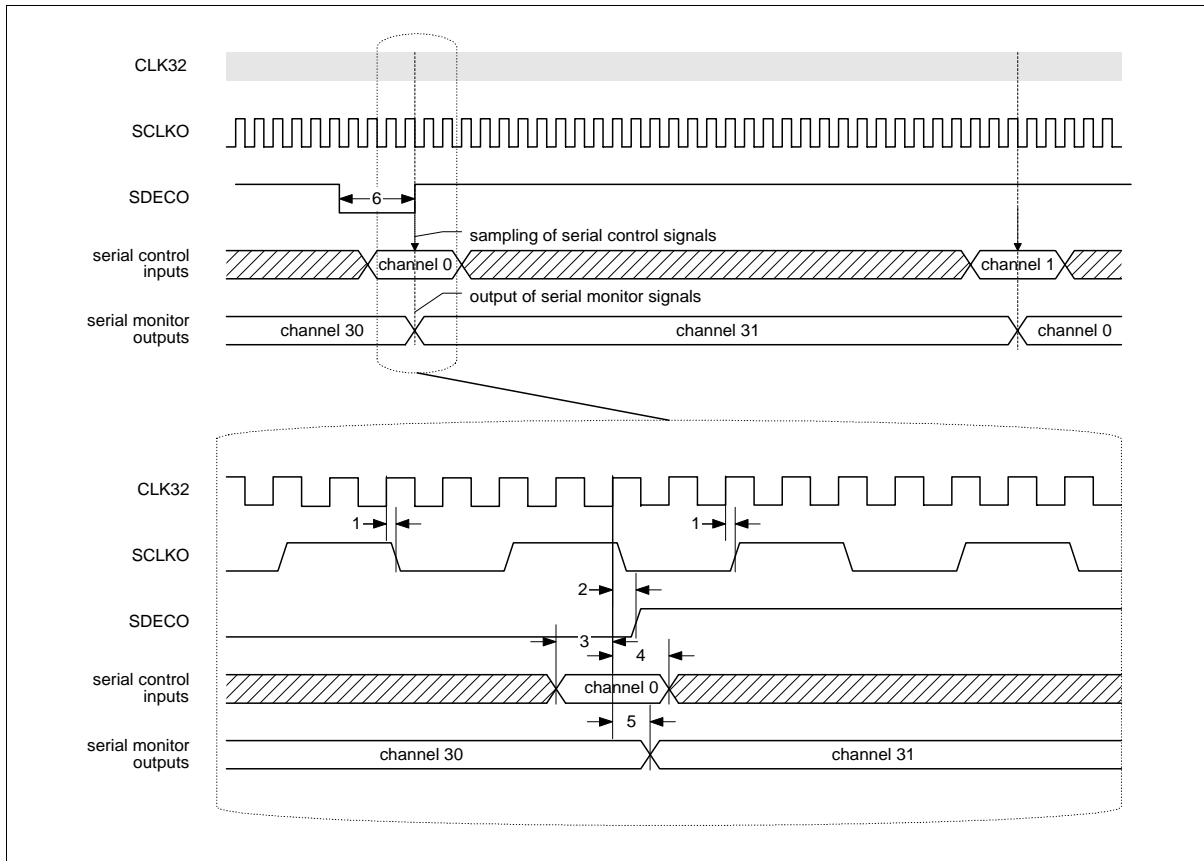 CLK32
SCLKO
SDECO
6
sampling of serial control signals
serial control
inputs
channel 0
channel 1
output of serial monitor signals
serial monitor
outputs
channel 30
channel 31
channel 0
CLK32
1
1
SCLKO
2
SDECO
3
4
serial control
inputs
channel 0
5
serial monitor
outputs
channel 30
channel 31